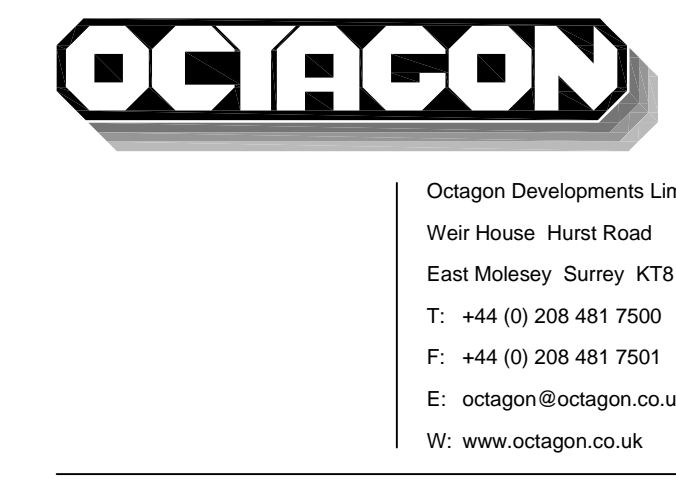 OCTAGON
Octagon Developments Lim
Weir House Hurst Road
East Molesey Surrey KT8
T: +44 (0) 208 481 7500
F: +44 (0) 208 481 7501
E: octagon@octagon.co.u
W: www.octagon.co.uk